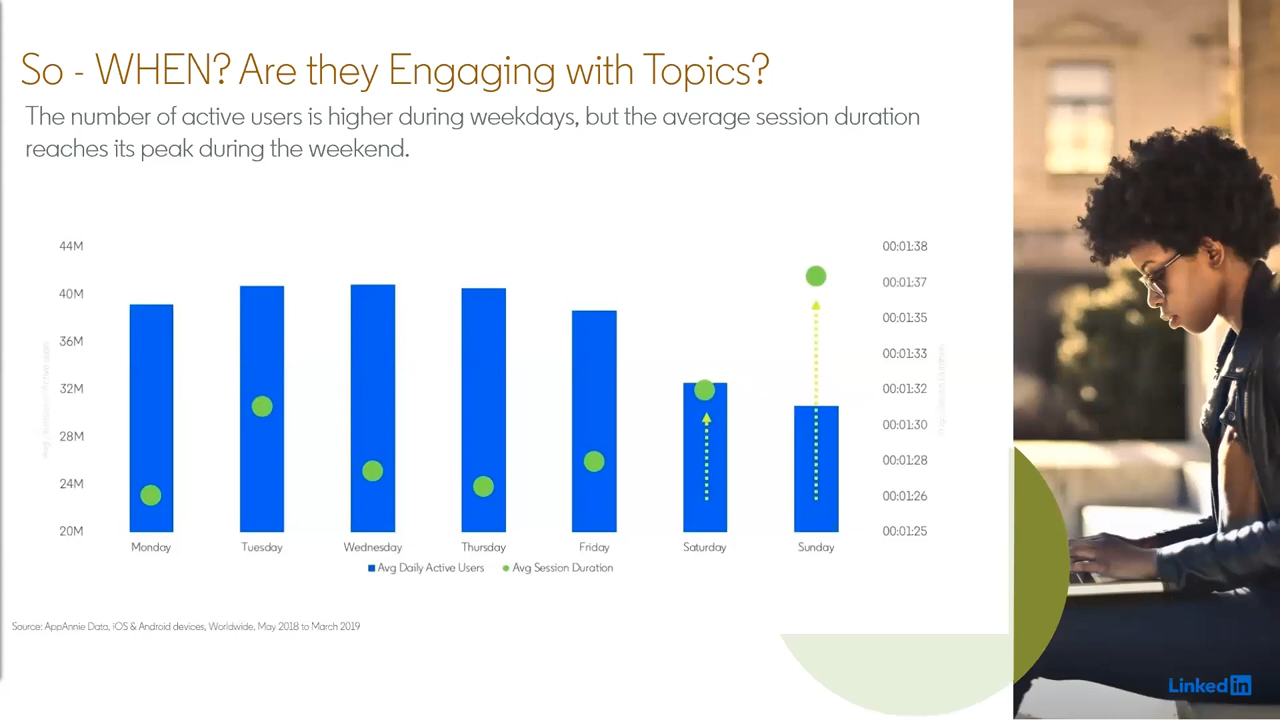 So - WHEN? Are they Engaging with Topics?
The number of active users is higher during weekdays, but the average session duration
reaches its peak during the weekend.
44M
40M
36M
32M
28M
24M
20M
00:01:38
00:01:37
00:01:35
00:01:33
00:01:32
00:01:30
00:01:28
00:01:26
00:01:25
Monday Tuesday Wednesday Thursday Friday Saturday Sunday
Avg Daily Active Users Avg Session Duration
Source: AppAnnie Data, iOS & Android devices, Worldwide, May 2018 to March 2019
Linked in